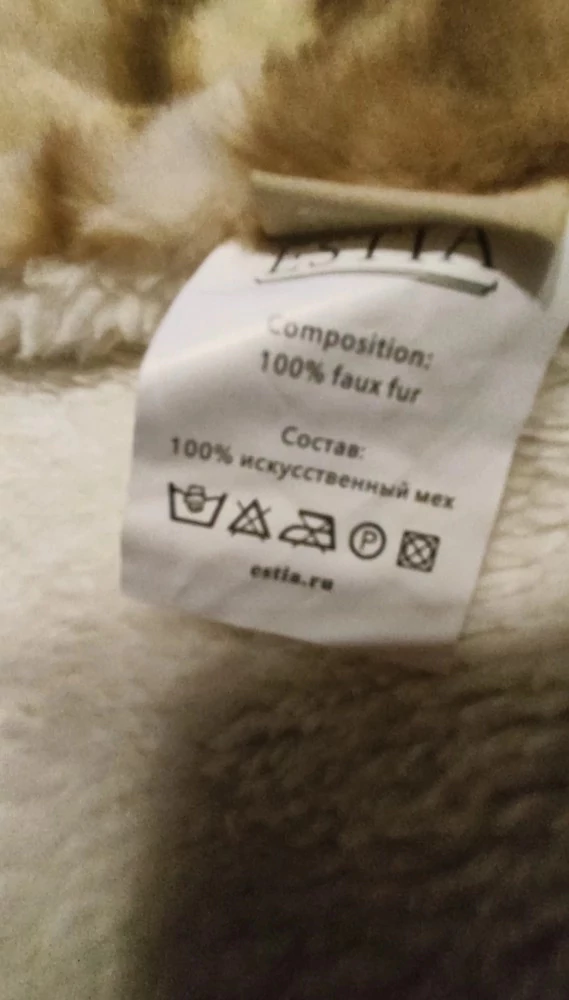 ESTIA
Composition:
100% faux fur
Состав:
100% искусственный мех
P
estia.ru